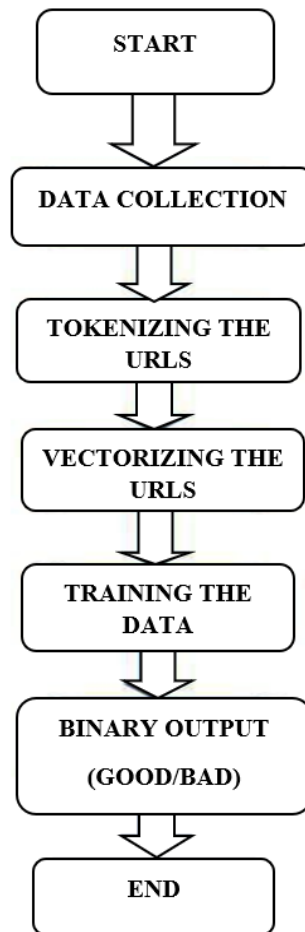 START
DATA COLLECTION
TOKENIZING THE
URLS
VECTORIZING THE
URLS
TRAINING THE
DATA
BINARY OUTPUT
(GOOD/BAD)
END